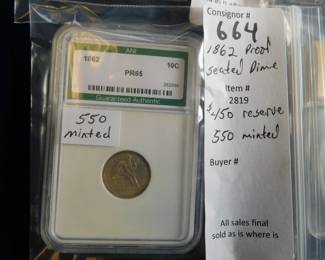 ANI
1862 10C
PR65
Guaranteed Authentic
550
minted
Consignor #
664
1862 Proof
seated Dime
Item #
2819
$450 reserve
550 minted
Buyer #
All sales final
sold as is where is